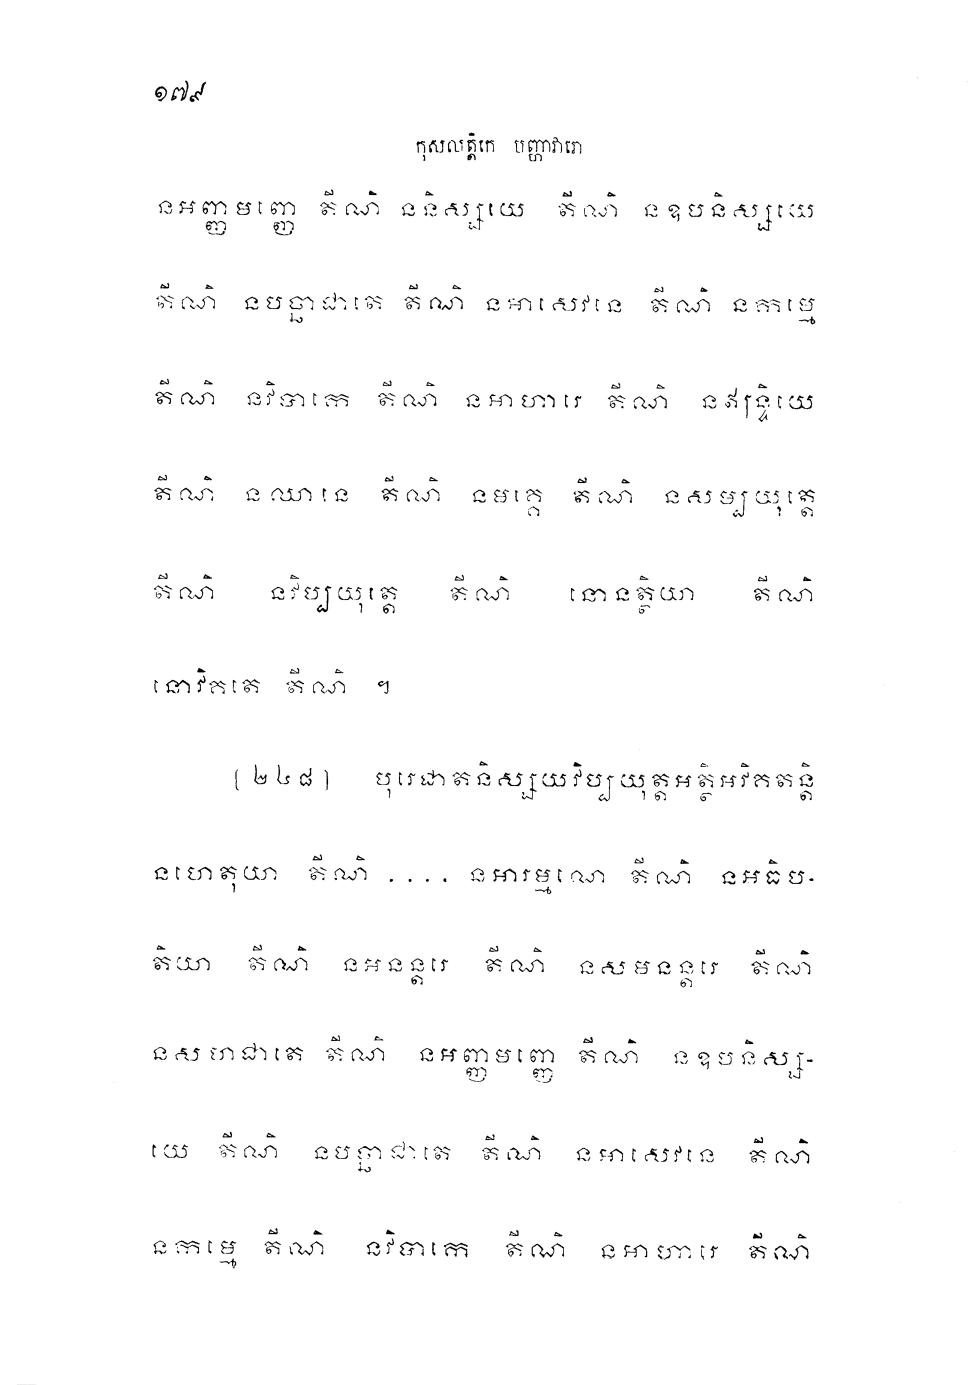 ១៧៩
កុសលត្តិកេ បញ្ហាវារោ
នអញ្ញមញ្ញេ តីណិ ននិស្សយេ តីណិ នឧបនិស្សយេ
តីណិ នបច្ឆាជាតេ តីណិ នអាសេវនេ តីណិ នកម្មេ
តីណិ នវិបាកេ តីណិ នអាហារេ តីណិ នឥន្ទ្រិយេ
តីណិ នឈានេ តីណិ នមគ្គេ តីណិ នសម្បយុត្តេ
តីណិ នវិប្បយុត្តេ តីណិ នោនត្ថិយា តីណិ
នោវិគតេ តីណិ ។
(២៤៨) បុរេជាតនិស្សយវិប្បយុត្តអត្ថិអវិគតន្តិ
នហេតុយា តីណិ .... នអារម្មណេ តីណិ នអធិប-
តិយា តីណិ នអនន្តរេ តីណិ នសមនន្តរេ តីណិ
នសហជាតេ តីណិ នអញ្ញមញ្ញេ តីណិ នឧបនិស្ស-
យេ តីណិ នបច្ឆាជាតេ តីណិ នអាសេវនេ តីណិ
នកម្មេ តីណិ នវិបាកេ តីណិ នអាហារេ តីណិ